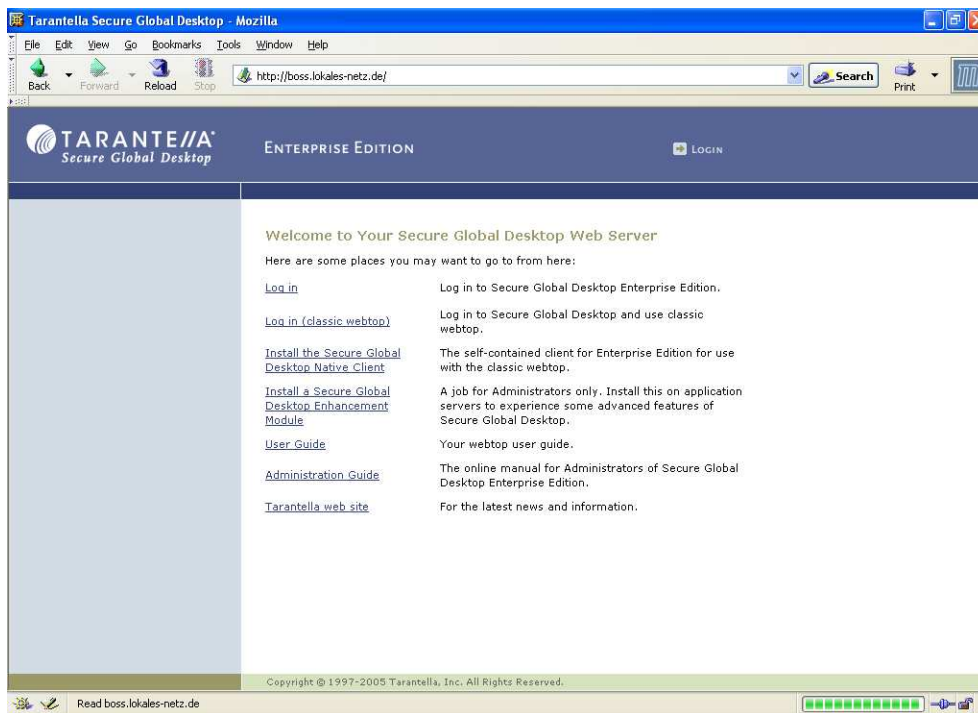 Tarantella Secure Global Desktop - Mozilla
File Edit View Go Bookmarks Tools Window Help
Back Forward Reload Stop http://boss.lokales-netz.de/ Search Print
TARANTE//A
Secure Global Desktop
ENTERPRISE EDITION
LOGIN
Welcome to Your Secure Global Desktop Web Server
Here are some places you may want to go to from here:
Log in
Log in to Secure Global Desktop Enterprise Edition.
Log in (classic webtop)
Log in to Secure Global Desktop and use classic
webtop.
Install the Secure Global
Desktop Native Client
The self-contained client for Enterprise Edition for use
with the classic webtop.
Install a Secure Global
Desktop Enhancement
Module
A job for Administrators only. Install this on application
servers to experience some advanced features of
Secure Global Desktop.
User Guide
Your webtop user guide.
Administration Guide
The online manual for Administrators of Secure Global
Desktop Enterprise Edition.
Tarantella web site
For the latest news and information.
Copyright © 1997-2005 Tarantella, Inc. All Rights Reserved.
Read boss.lokales-netz.de